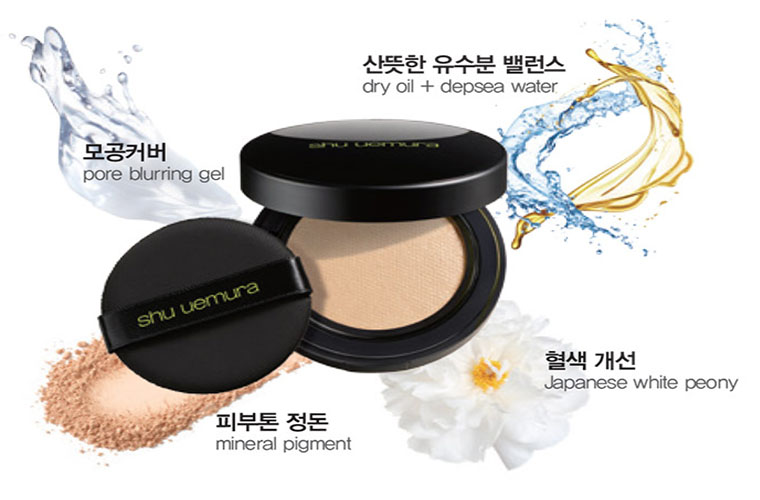 산뜻한 유수분 밸런스
dry oil + depsea water
모공커버
pore blurring gel
shu uemura
shu uemura
혈색 개선
Japanese white peony
피부톤 정돈
mineral pigment